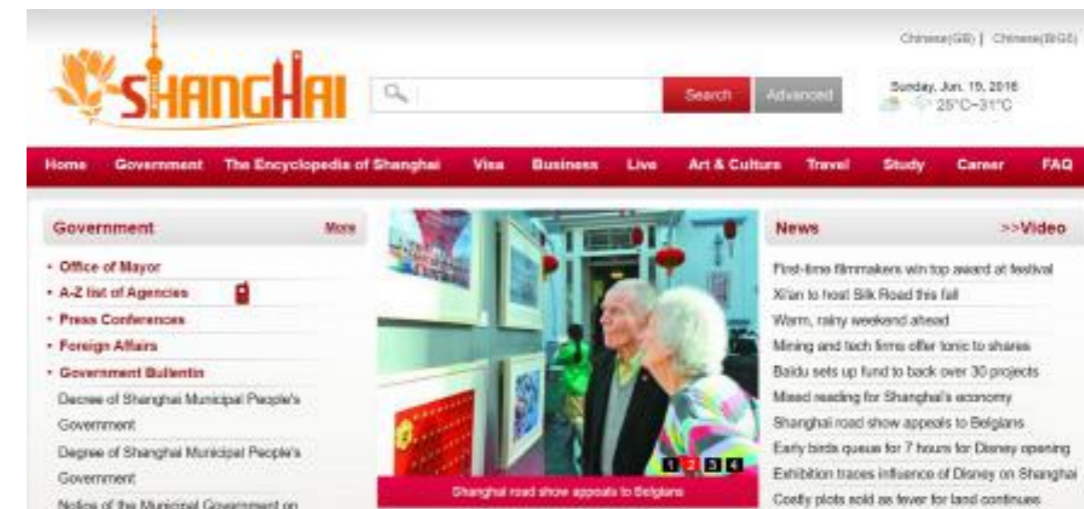 Chinese(GB) | Chinese(BIG5)
SHANGHAI
Search
Advanced
Sunday, Jun. 19, 2016
25°C~31°C
Home Government The Encyclopedia of Shanghai Visa Business Live Art & Culture Travel Study Career FAQ
Government More
• Office of Mayor
• A-Z list of Agencies
• Press Conferences
• Foreign Affairs
• Government Bullentin
Decree of Shanghai Municipal People's
Government
Degree of Shanghai Municipal People's
Government
Notice of the Municipal Government on
1 2 3 4
Shanghai road show appeals to Belgians
News >>Video
First-time filmmakers win top award at festival
Xi'an to host Silk Road this fall
Warm, rainy weekend ahead
Mining and tech firms offer tonic to shares
Baidu sets up fund to back over 30 projects
Mixed reading for Shanghai's economy
Shanghai road show appeals to Belgians
Early birds queue for 7 hours for Disney opening
Exhibition traces influence of Disney on Shanghai
Costly plots sold as fever for land continues